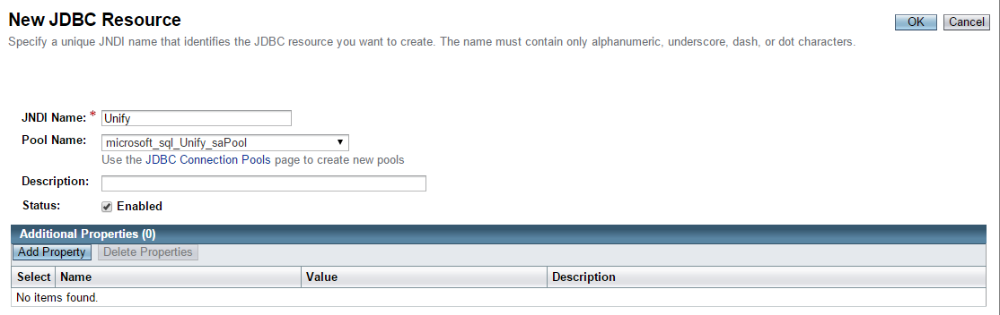 New JDBC Resource
OK Cancel
Specify a unique JNDI name that identifies the JDBC resource you want to create. The name must contain only alphanumeric, underscore, dash, or dot characters.
JNDI Name: * Unify
Pool Name: microsoft_sql_Unify_saPool
Use the JDBC Connection Pools page to create new pools
Description:
Status: Enabled
Additional Properties (0)
Add Property Delete Properties
Select Name Value Description
No items found.